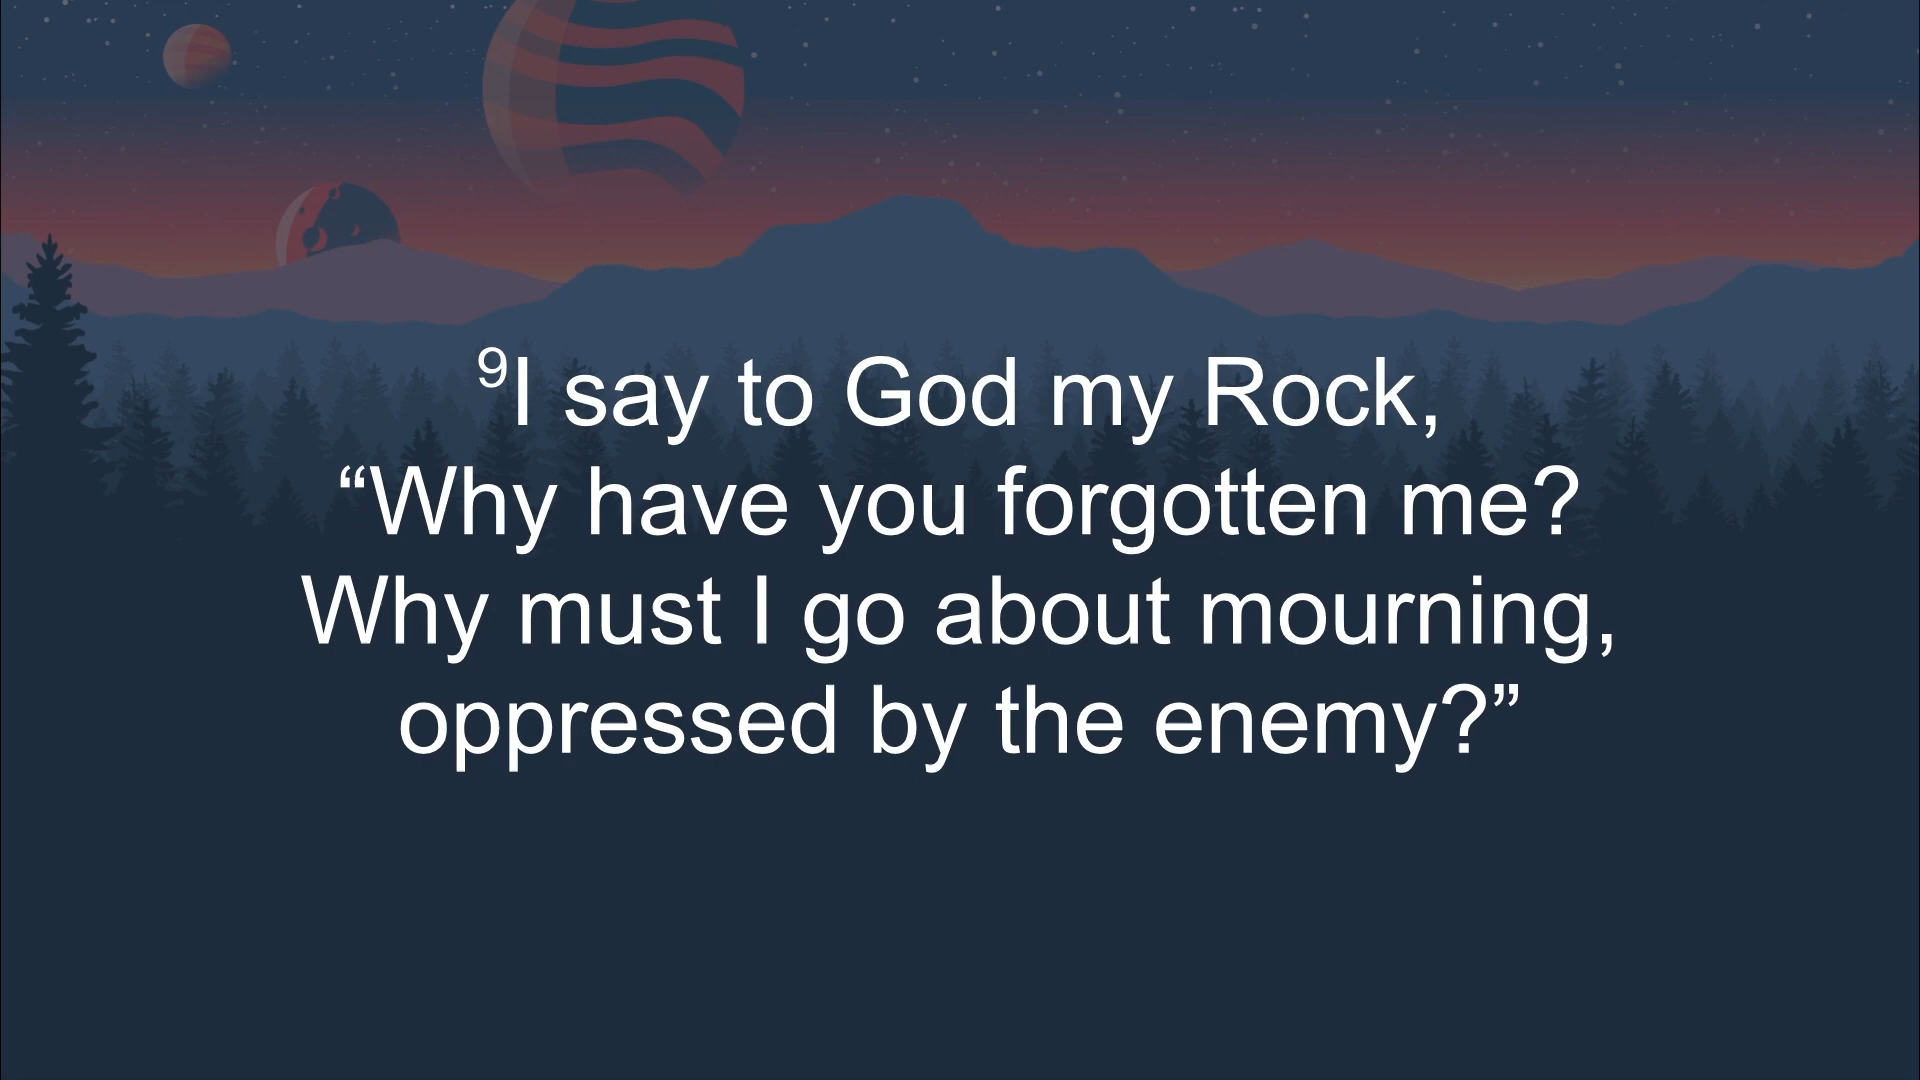 9I say to God my Rock,
“Why have you forgotten me?
Why must I go about mourning,
oppressed by the enemy?”